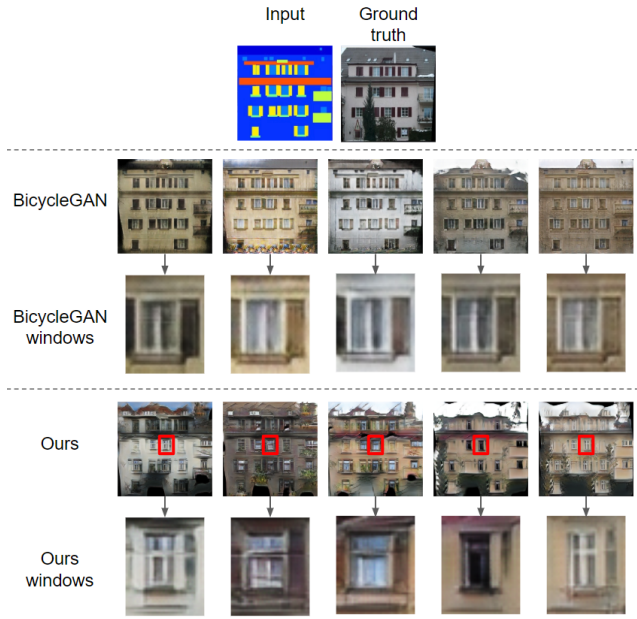 Input
Ground
truth
BicycleGAN
BicycleGAN
windows
Ours
Ours
windows